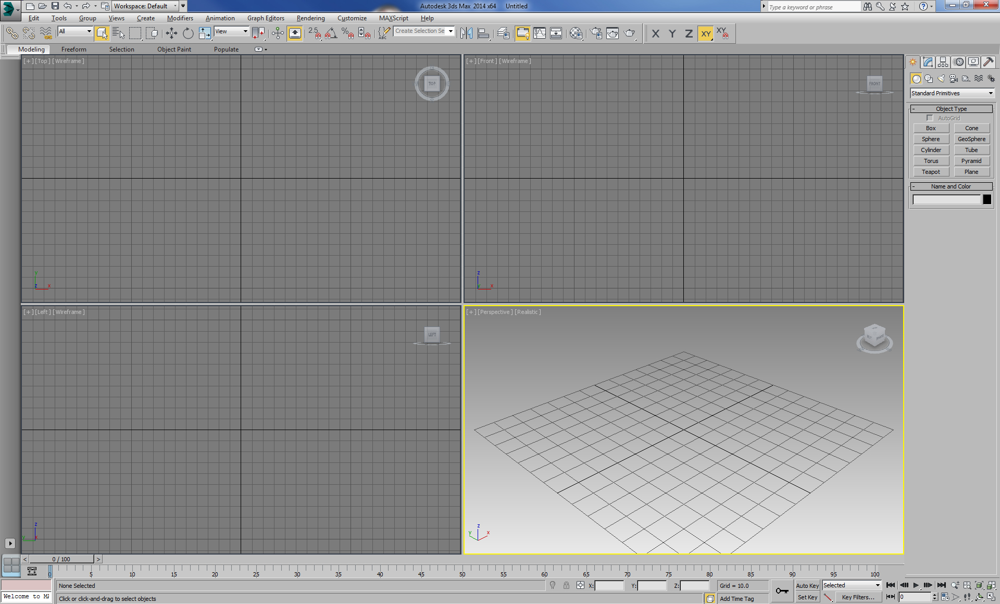 Workspace: Default
Autodesk 3ds Max 2014 x64 Untitled
Type a keyword or phrase
Edit Tools Group Views Create Modifiers Animation Graph Editors Rendering Customize MAXScript Help
All
View
2.5
%
ABC
Create Selection Se
X Y Z XY XY
Modeling Freeform Selection Object Paint Populate
[+] [Top] [Wireframe]
TOP
y
z x
[+] [Front] [Wireframe]
FRONT
z
y x
[+] [Left] [Wireframe]
LEFT
z
y x
[+] [Perspective] [Realistic]
z
y x
Standard Primitives
- Object Type
AutoGrid
Box Cone
Sphere GeoSphere
Cylinder Tube
Torus Pyramid
Teapot Plane
- Name and Color
< 0 / 100 >
0 5 10 15 20 25 30 35 40 45 50 55 60 65 70 75 80 85 90 95 100
None Selected
X: Y: Z:
Grid = 10.0
Auto Key Selected
Welcome to
Click or click-and-drag to select objects
Add Time Tag
Set Key Key Filters...
0